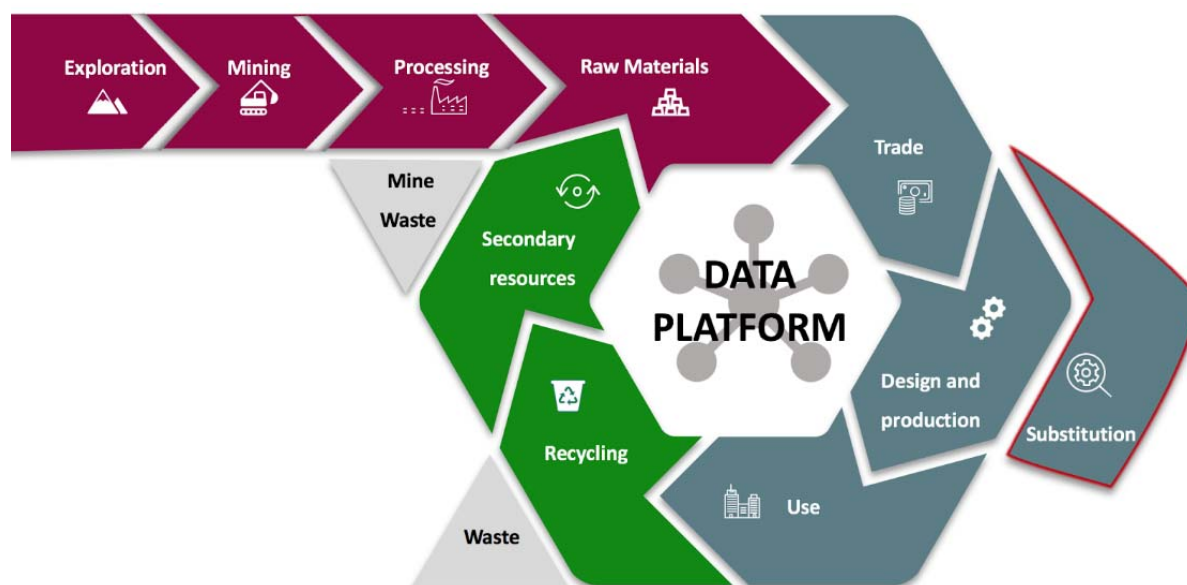 Exploration
Mining
Processing
Raw Materials
Trade
Mine
Waste
Secondary
resources
DATA
PLATFORM
Design and
production
Substitution
Recycling
Use
Waste